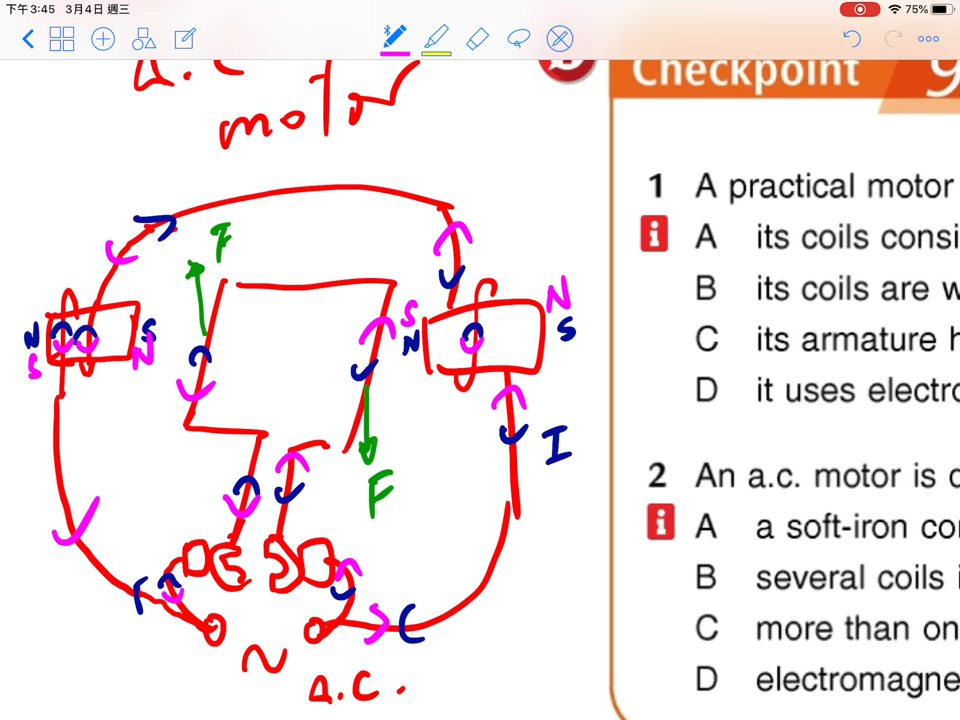 下午3:45 3月4日 週三
75%
A.C
motor
Checkpoint 9
F
N S
S N
S N
N S
I
F
~
A.C.
1 A practical motor
i A its coils consi
B its coils are w
C its armature h
D it uses electro
2 An a.c. motor is c
i A a soft-iron co
B several coils i
C more than on
D electromagne